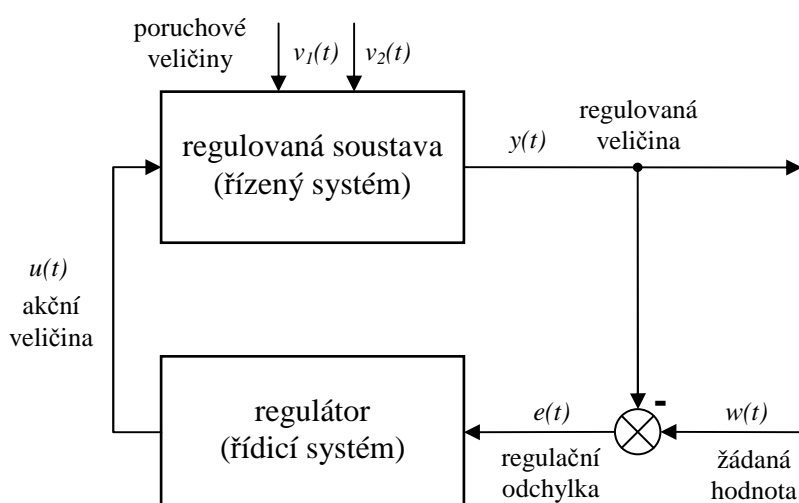 poruchové
veličiny
v1(t)
v2(t)
regulovaná soustava
(řízený systém)
y(t)
regulovaná
veličina
u(t)
akční
veličina
regulátor
(řídicí systém)
e(t)
regulační
odchylka
-
w(t)
žádaná
hodnota